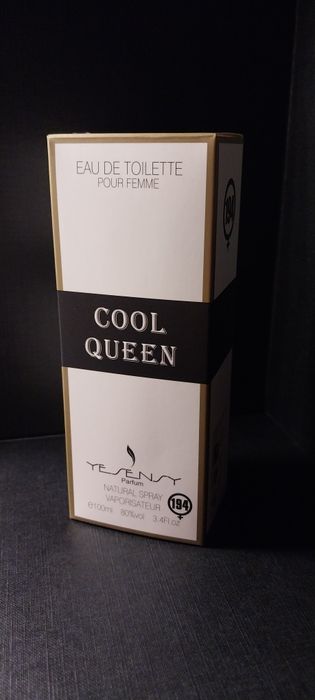 EAU DE TOILETTE
POUR FEMME
194
COOL
QUEEN
YESENSY
Parfum
NATURAL SPRAY
VAPORISATEUR
194
℮100ml 80%vol 3.4Fl.oz